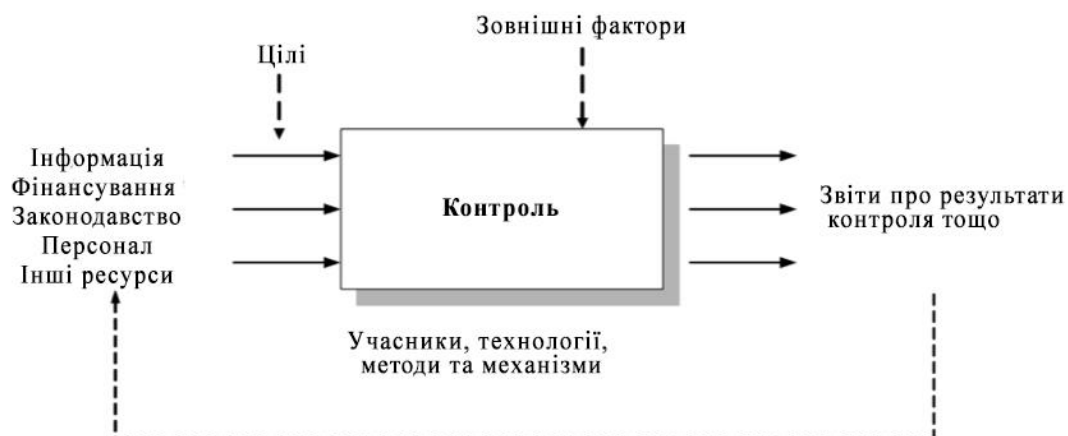 Зовнішні фактори
Цілі
Інформація
Фінансування
Законодавство
Персонал
Інші ресурси
Контроль
Звіти про результати
контроля тощо
Учасники, технології,
методи та механізми